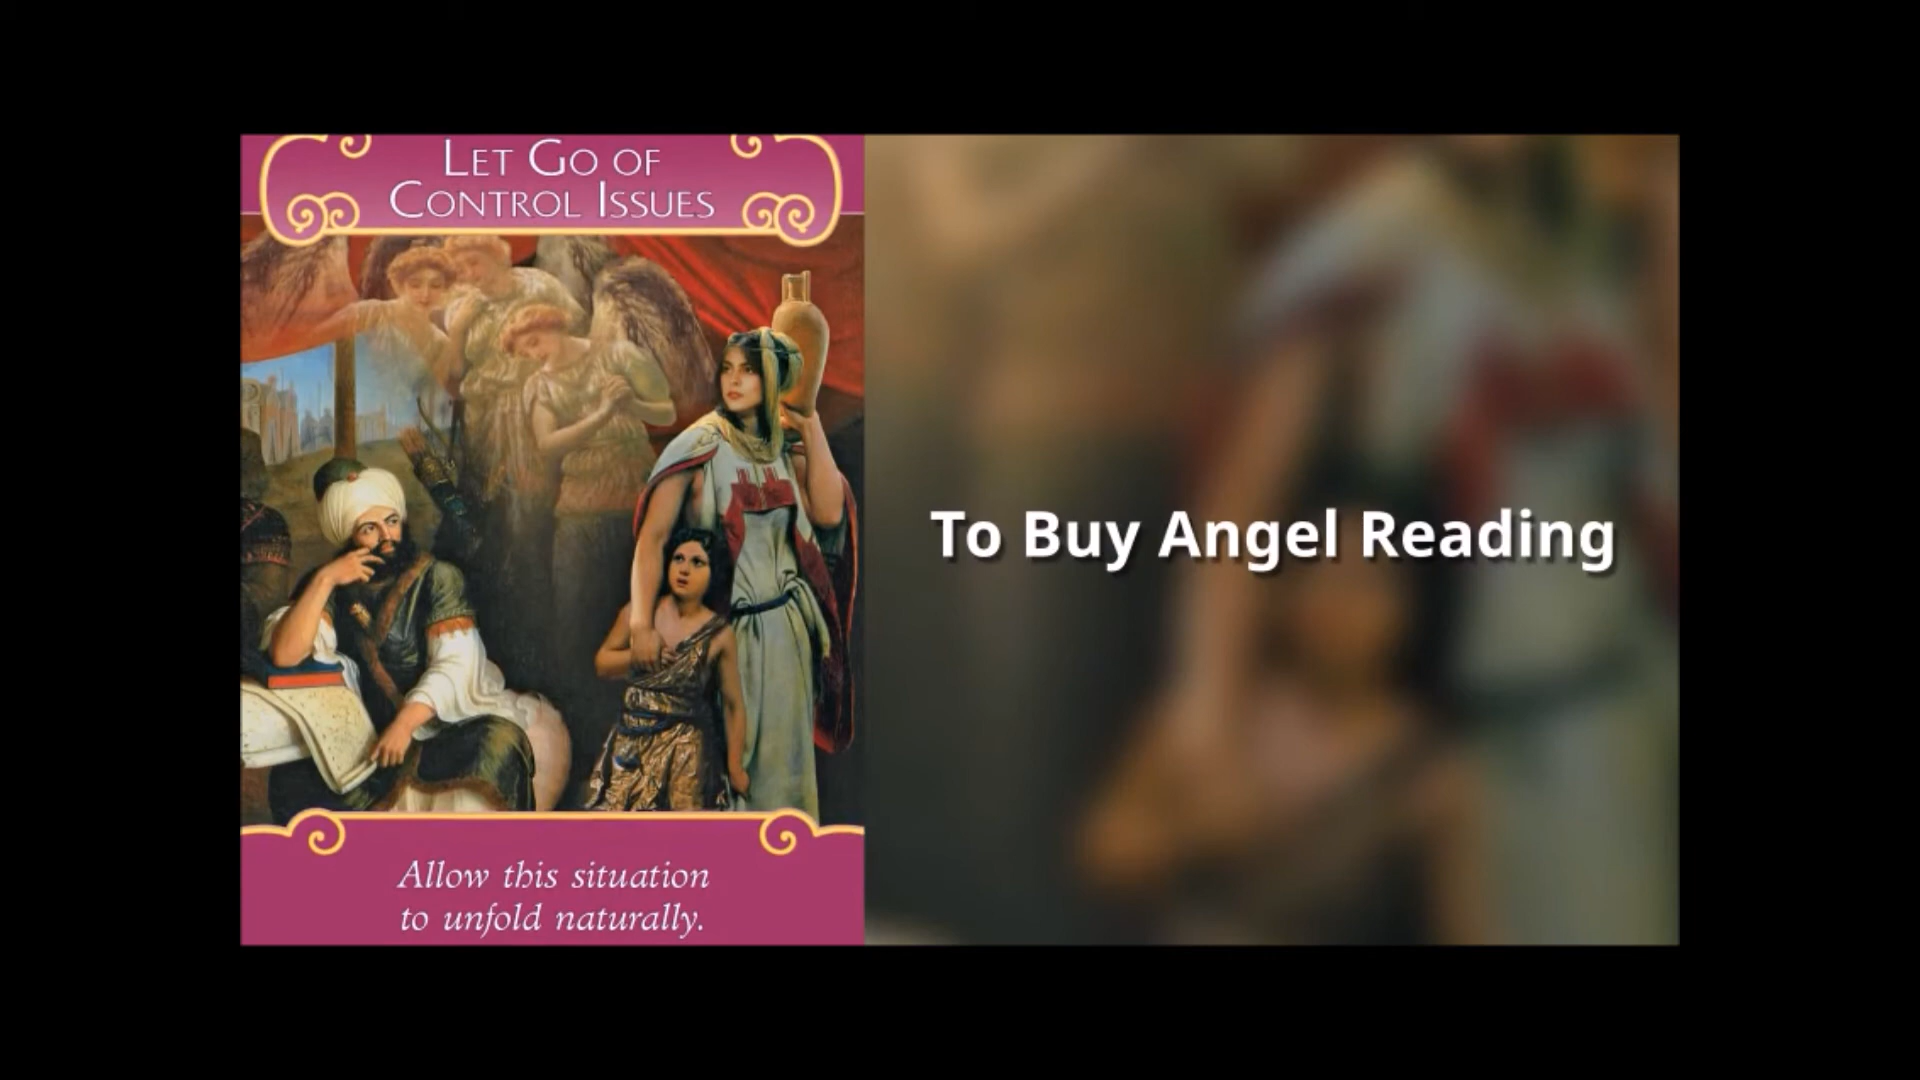 Let Go of
Control Issues
Allow this situation
to unfold naturally.
To Buy Angel Reading